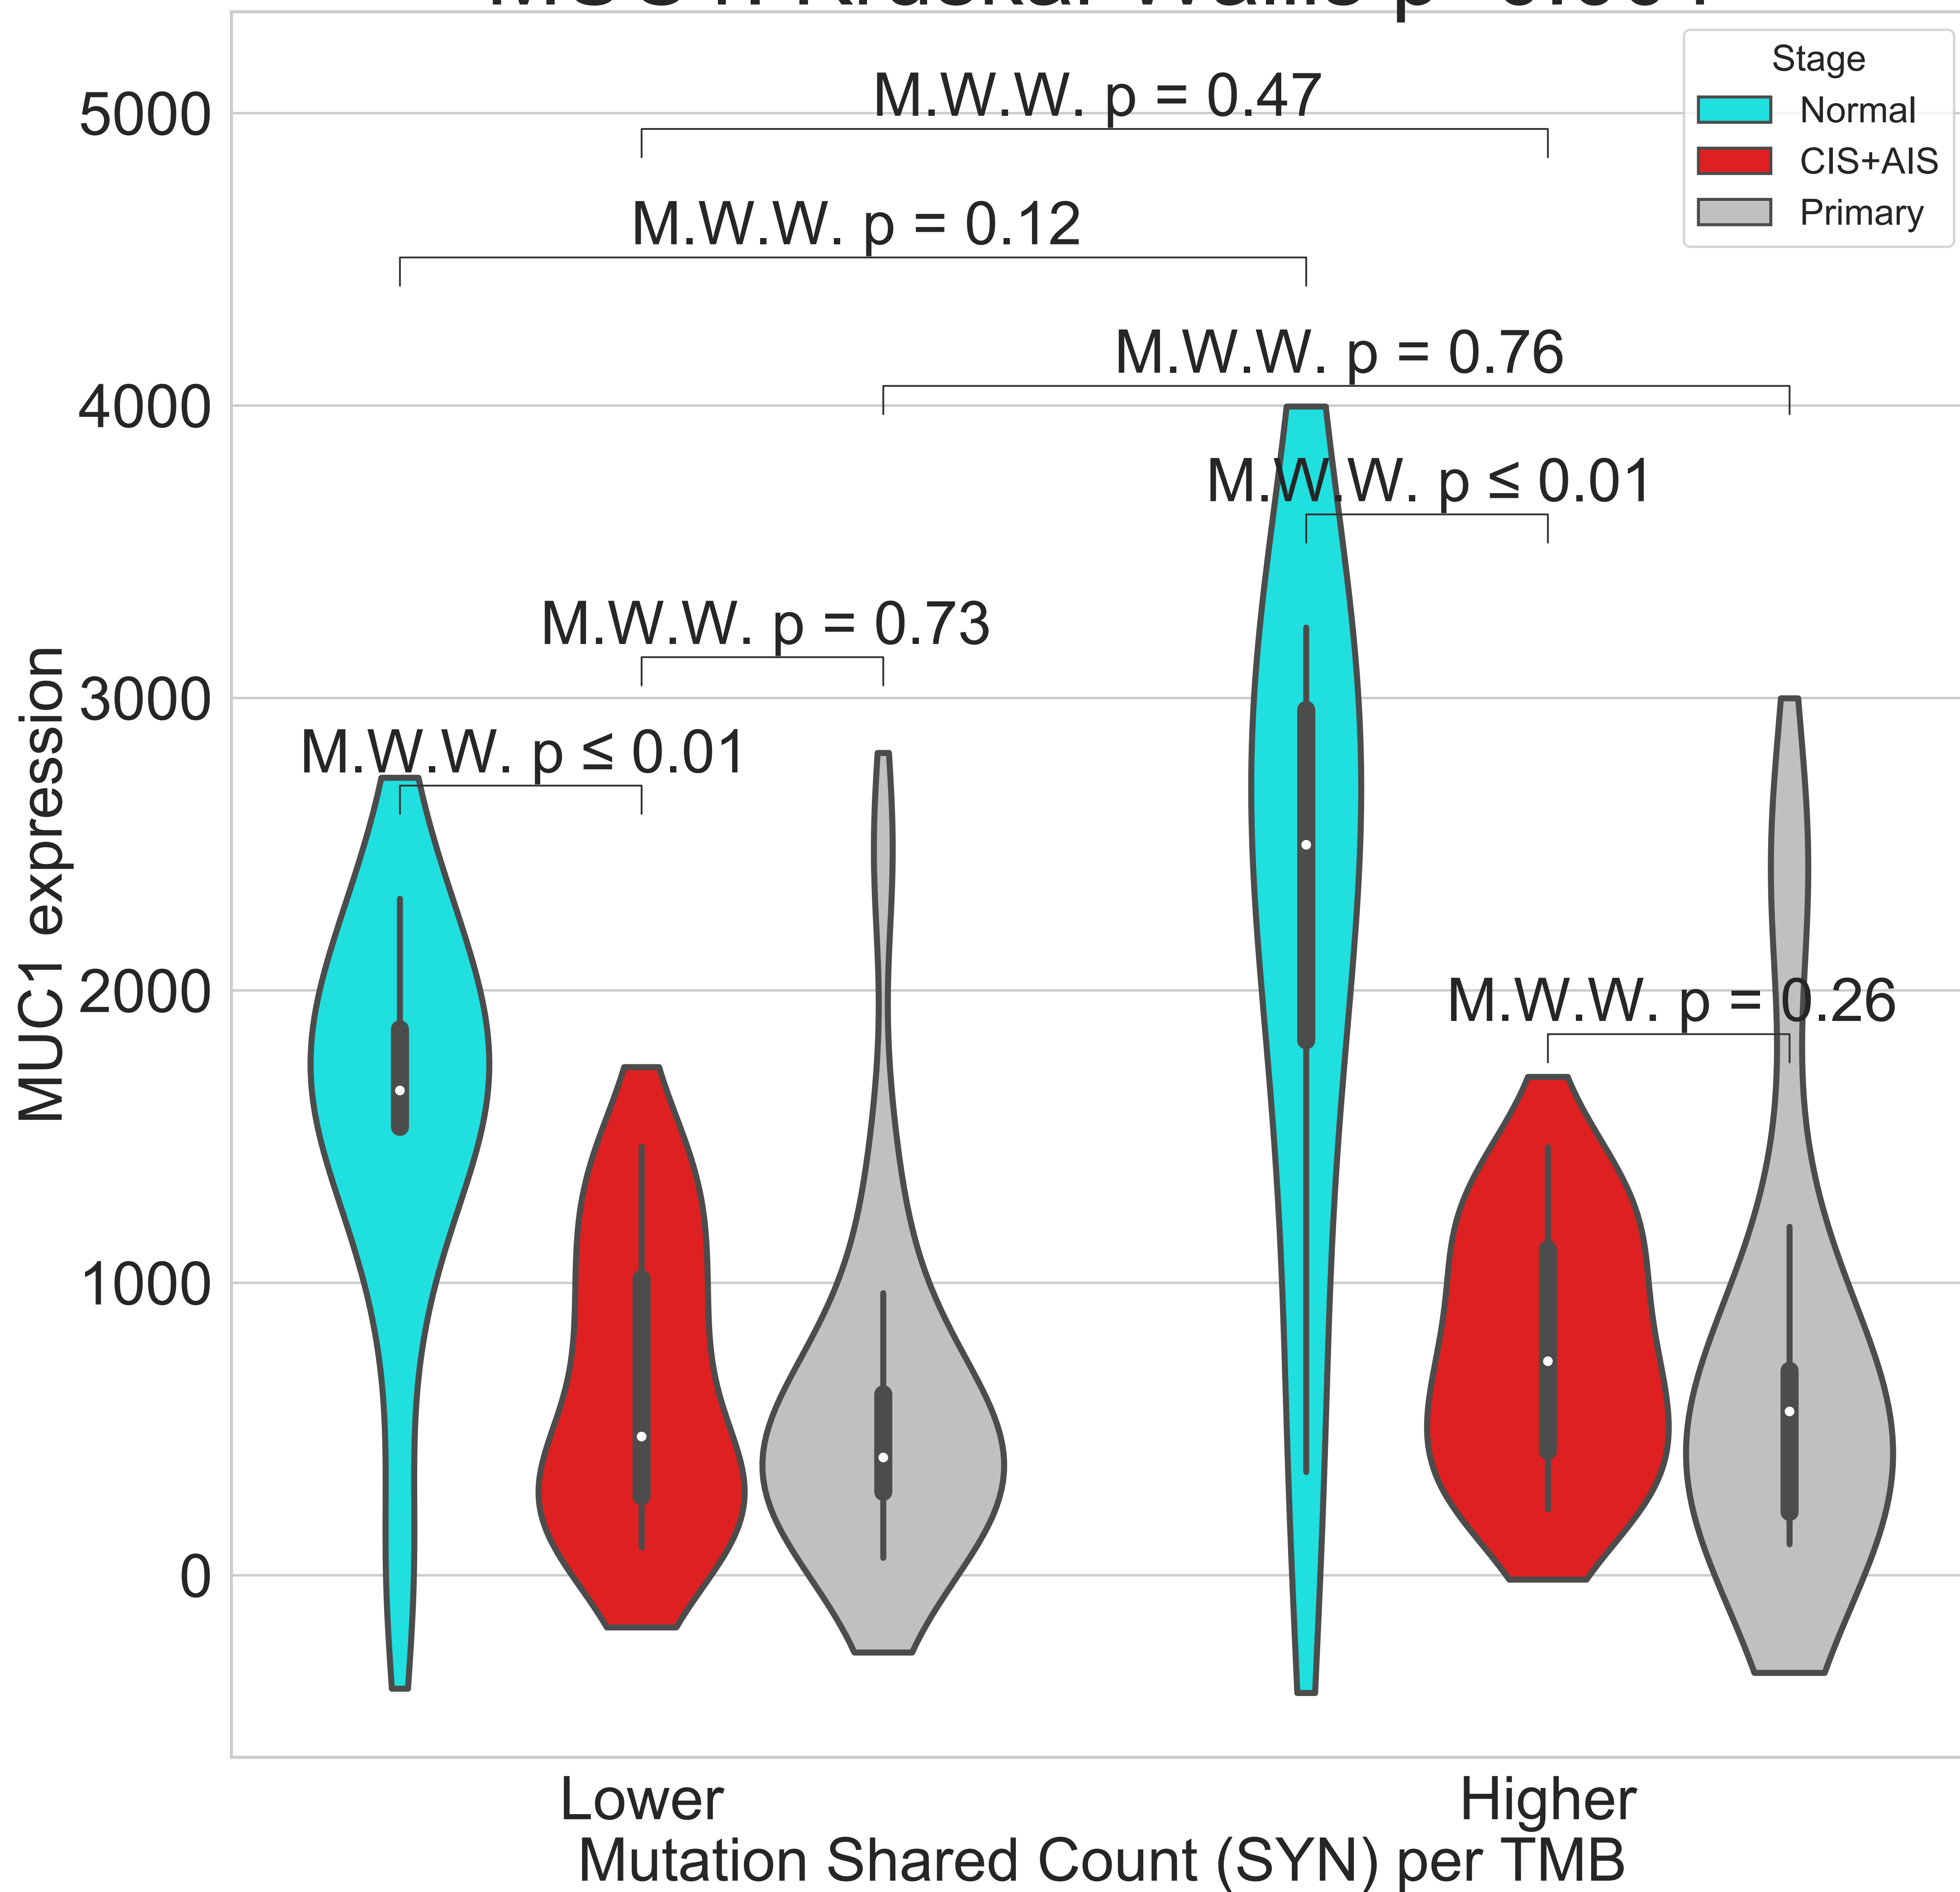 Stage
Normal
CIS+AIS
Primary
5000
4000
3000
2000
1000
0
MUC1 expression
M.W.W. p = 0.47
M.W.W. p = 0.12
M.W.W. p = 0.76
M.W.W. p ≤ 0.01
M.W.W. p = 0.73
M.W.W. p ≤ 0.01
M.W.W. p = 0.26
Lower
Higher
Mutation Shared Count (SYN) per TMB